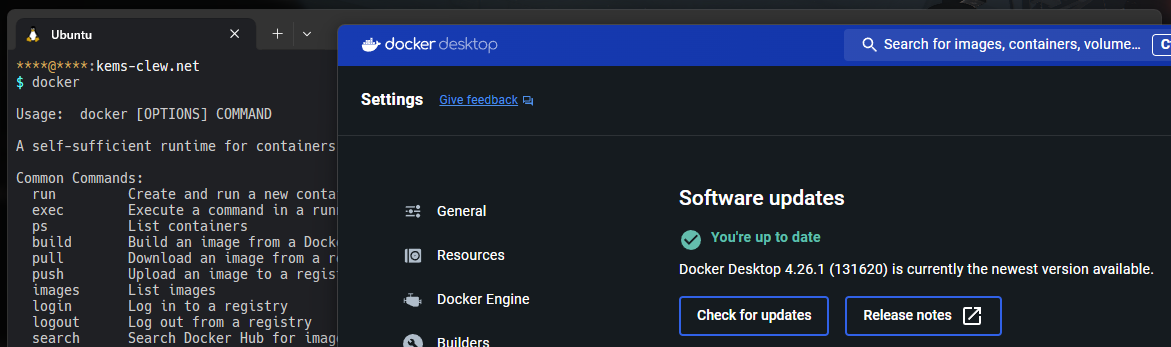 Ubuntu
****@****:kems-clew.net
$ docker
Usage:  docker [OPTIONS] COMMAND
A self-sufficient runtime for containers
Common Commands:
run         Create and run a new conta
exec        Execute a command in a runn
ps          List containers
build       Build an image from a Docke
pull        Download an image from a re
push        Upload an image to a regist
images      List images
login       Log in to a registry
logout      Log out from a registry
search      Search Docker Hub for imag
docker desktop
Search for images, containers, volume...
Settings
Give feedback
General
Resources
Docker Engine
Builders
Software updates
You're up to date
Docker Desktop 4.26.1 (131620) is currently the newest version available.
Check for updates
Release notes